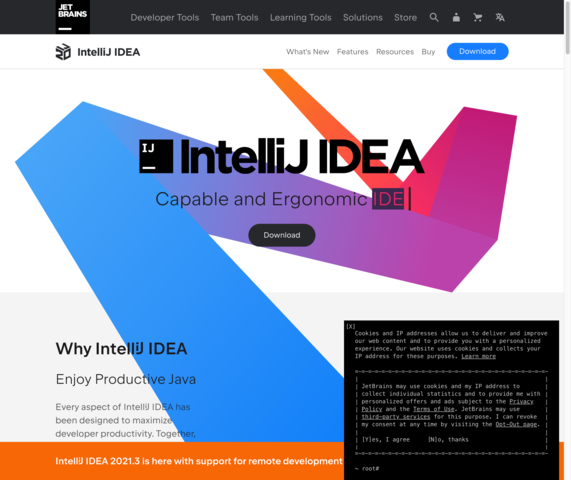 JET
BRAINS
Developer Tools Team Tools Learning Tools Solutions Store
IntelliJ IDEA
What's New Features Resources Buy Download
IJ IntelliJ IDEA
Capable and Ergonomic IDE
Download
Why IntelliJ IDEA
Enjoy Productive Java
Every aspect of IntelliJ IDEA has
been designed to maximize
developer productivity. Together,
IntelliJ IDEA 2021.3 is here with support for remote development
[X]
Cookies and IP addresses allow us to deliver and improve
our web content and to provide you with a personalized
experience. Our website uses cookies and collects your
IP address for these purposes. Learn more
JetBrains may use cookies and my IP address to
collect individual statistics and to provide me with
personalized offers and ads subject to the Privacy
Policy and the Terms of Use. JetBrains may use
third-party services for this purpose. I can revoke
my consent at any time by visiting the Opt-Out page.
[Y]es, I agree [N]o, thanks
~ root#